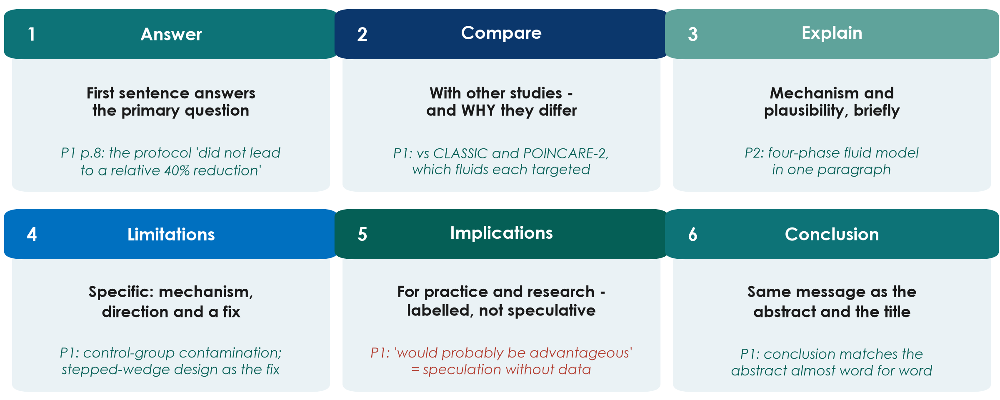 1 Answer
First sentence answers
the primary question
P1 p.8: the protocol 'did not lead
to a relative 40% reduction'
2 Compare
With other studies -
and WHY they differ
P1: vs CLASSIC and POINCARE-2,
which fluids each targeted
3 Explain
Mechanism and
plausibility, briefly
P2: four-phase fluid model
in one paragraph
4 Limitations
Specific: mechanism,
direction and a fix
P1: control-group contamination;
stepped-wedge design as the fix
5 Implications
For practice and research -
labelled, not speculative
P1: 'would probably be advantageous'
= speculation without data
6 Conclusion
Same message as the
abstract and the title
P1: conclusion matches the
abstract almost word for word